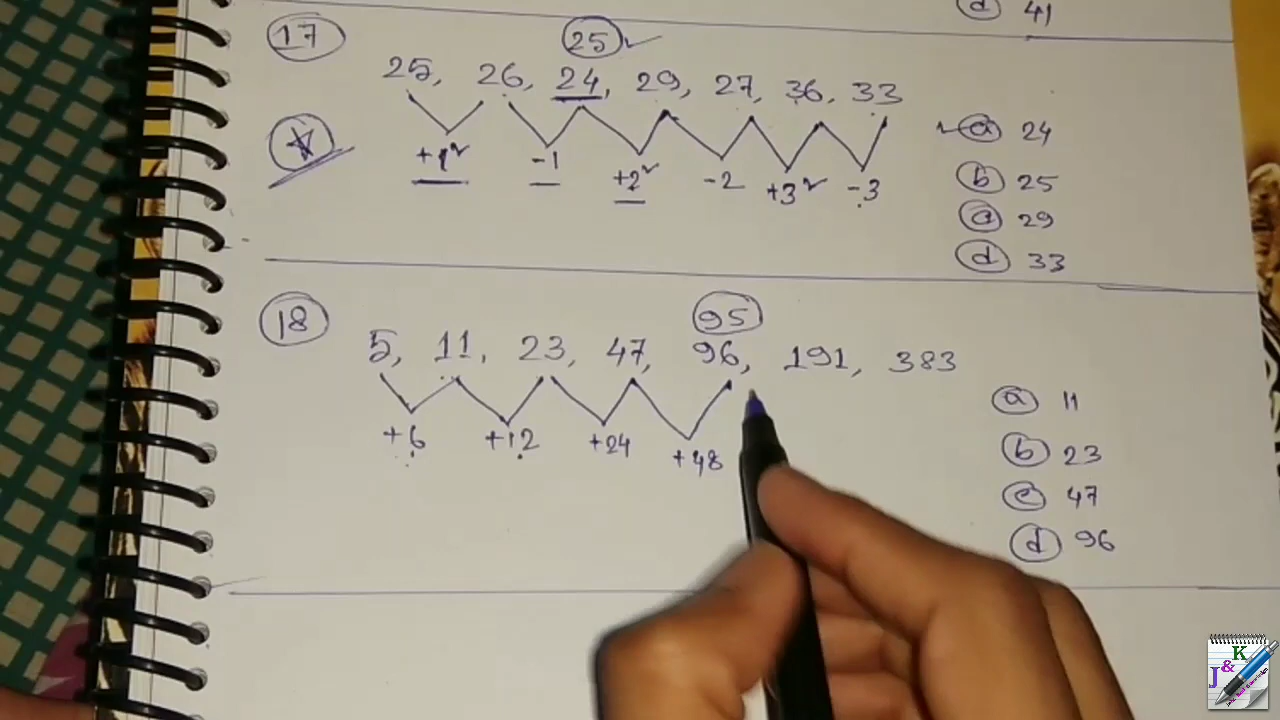 (d) 41
(17) (25)
25, 26, 24, 29, 27, 36, 33
+1² -1 +2² -2 +3² -3
(a) 24
(b) 25
(c) 29
(d) 33
(18) (95)
5, 11, 23, 47, 96, 191, 383
+6 +12 +24 +48
(a) 11
(b) 23
(c) 47
(d) 96
J&K